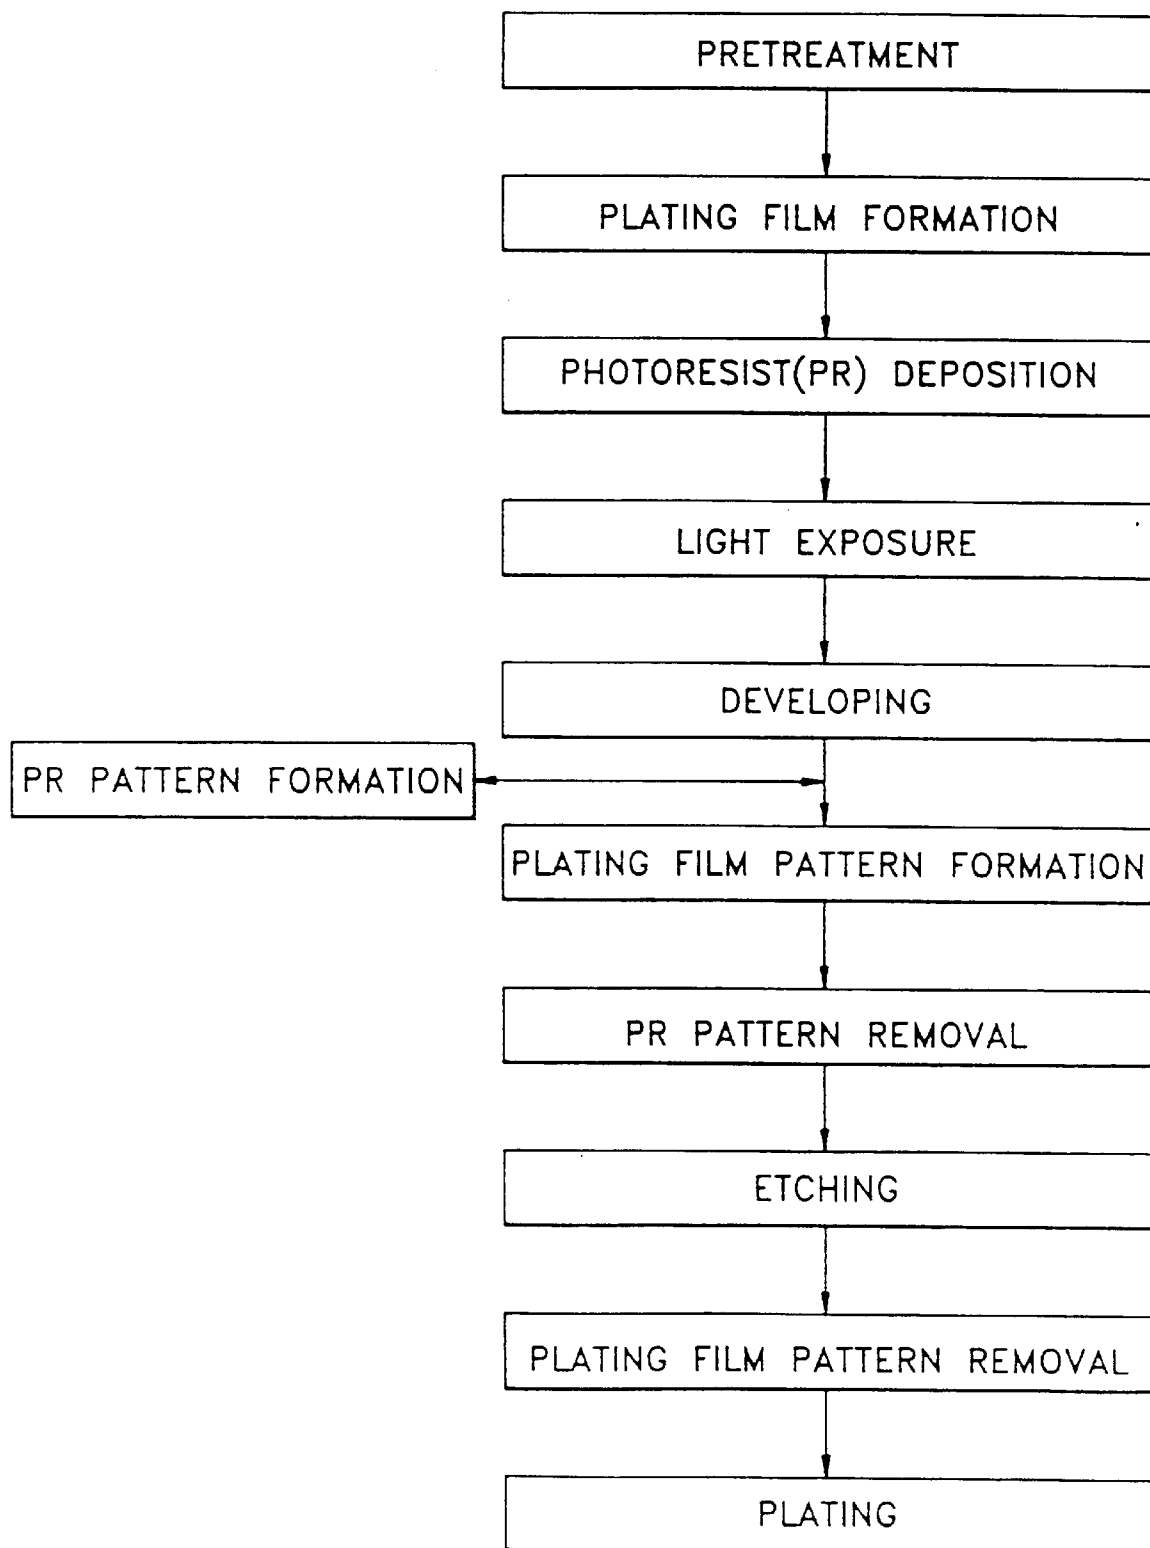 PRETREATMENT
PLATING FILM FORMATION
PHOTORESIST(PR) DEPOSITION
LIGHT EXPOSURE
DEVELOPING
PR PATTERN FORMATION
PLATING FILM PATTERN FORMATION
PR PATTERN REMOVAL
ETCHING
PLATING FILM PATTERN REMOVAL
PLATING